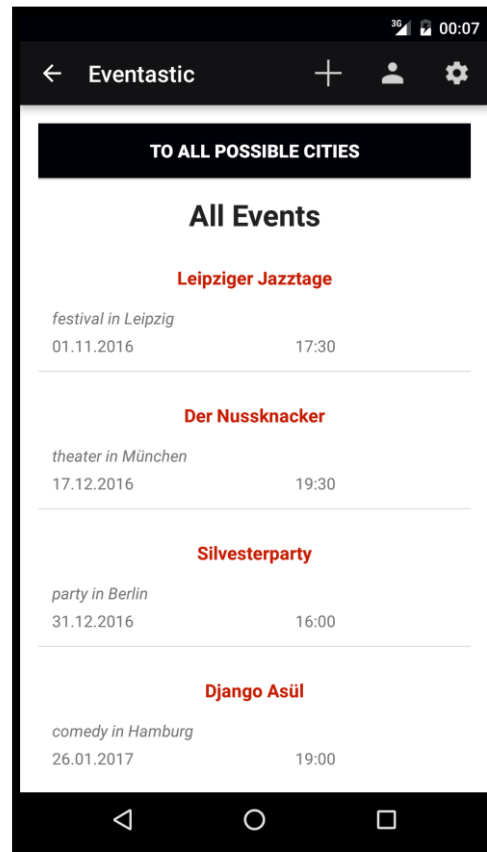 3G 00:07
Eventastic
TO ALL POSSIBLE CITIES
All Events
Leipziger Jazztage
festival in Leipzig
01.11.2016 17:30
Der Nussknacker
theater in München
17.12.2016 19:30
Silvesterparty
party in Berlin
31.12.2016 16:00
Django Asül
comedy in Hamburg
26.01.2017 19:00